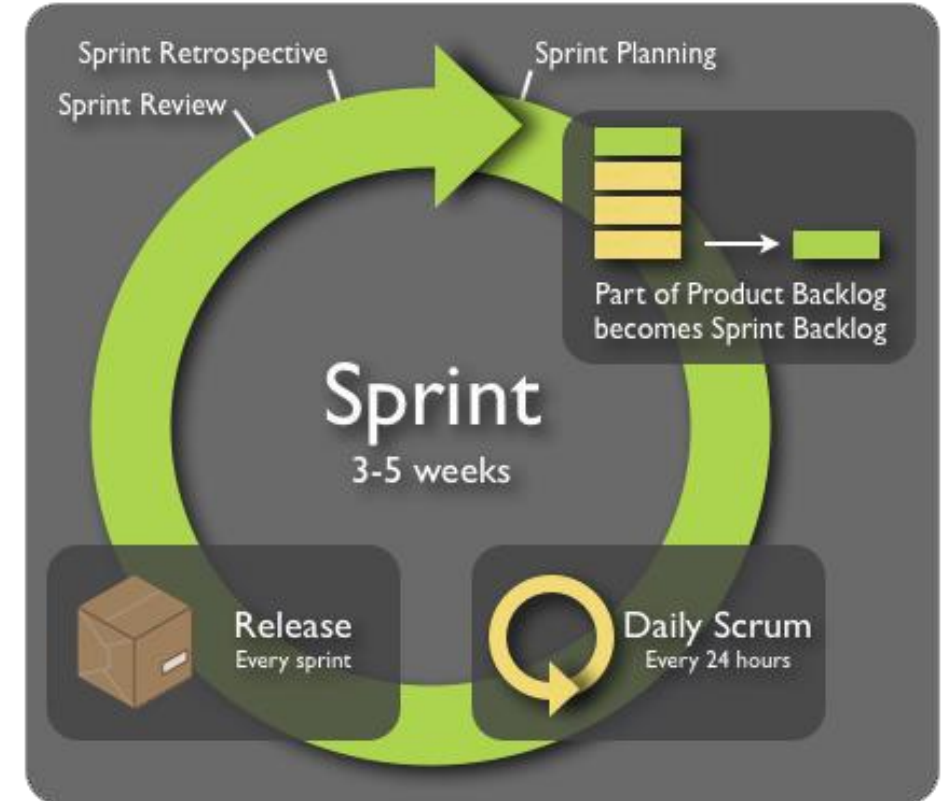 Sprint Retrospective
Sprint Review
Sprint Planning
Part of Product Backlog
becomes Sprint Backlog
Sprint
3-5 weeks
Release
Every sprint
Daily Scrum
Every 24 hours